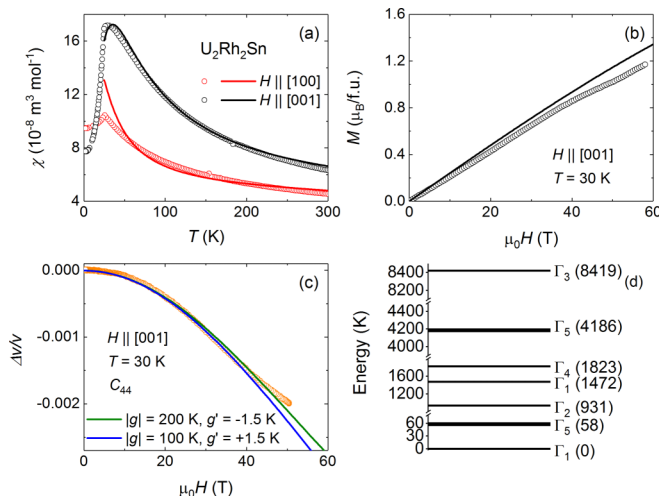 (a)
U2Rh2Sn
H || [100]
H || [001]
χ (10-8 m3 mol-1)
16
12
8
4
0
100
200
300
T (K)
(b)
M (μB/f.u.)
1.6
1.2
0.8
0.4
0.0
H || [001]
T = 30 K
0
20
40
60
μ0H (T)
(c)
Δv/v
0.000
-0.001
-0.002
H || [001]
T = 30 K
C44
|g| = 200 K, g' = -1.5 K
|g| = 100 K, g' = +1.5 K
0
20
40
60
μ0H (T)
(d)
Energy (K)
8400
8200
4200
4000
1600
1200
900
60
30
0
Γ3 (8419)
Γ5 (4186)
Γ4 (1823)
Γ1 (1472)
Γ2 (931)
Γ5 (58)
Γ1 (0)